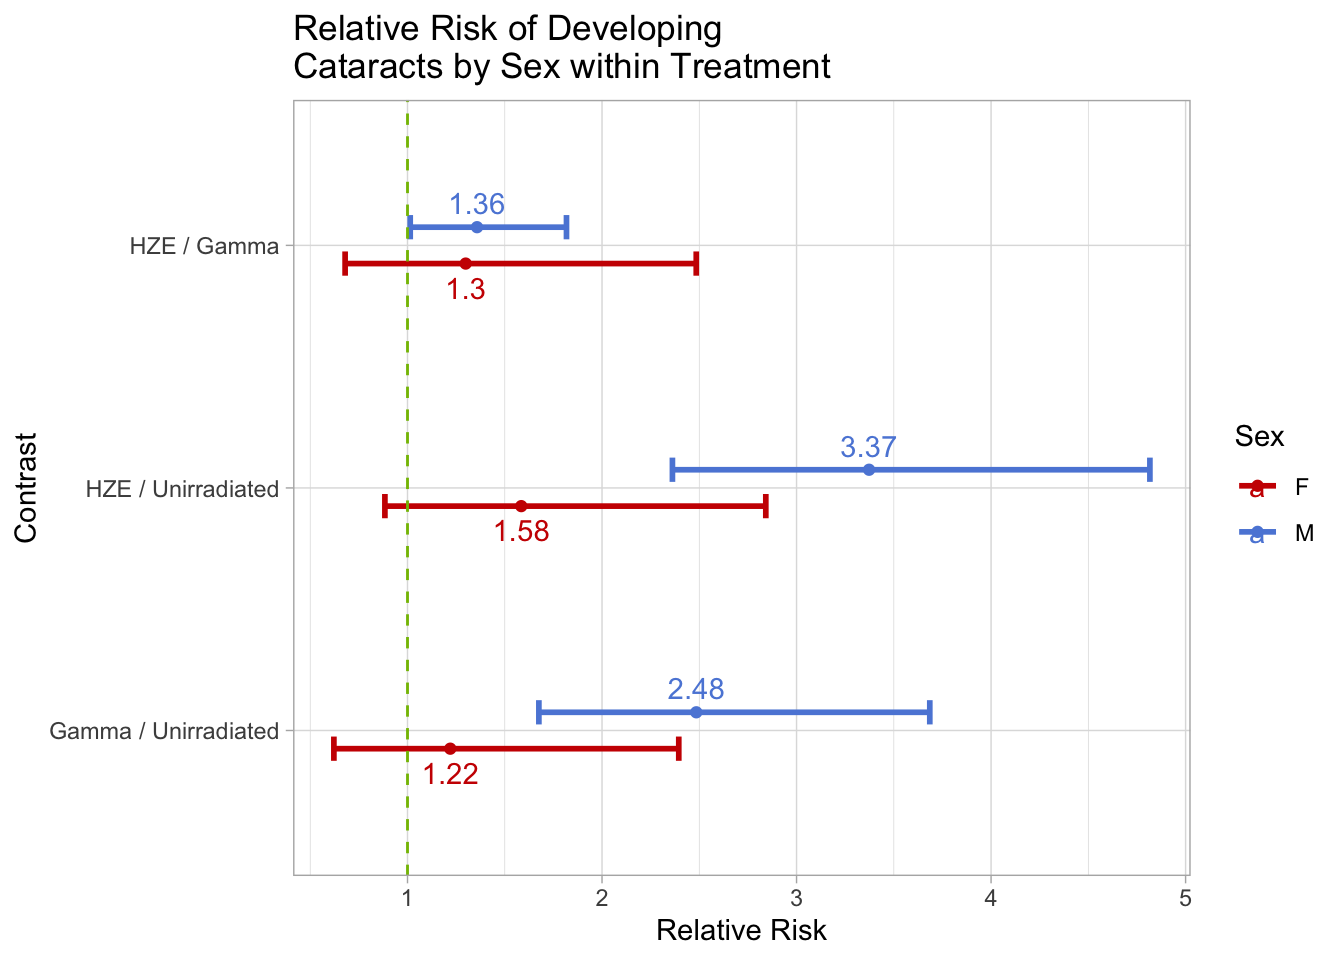 Relative Risk of Developing
Cataracts by Sex within Treatment
1.36
HZE / Gamma
1.3
3.37
HZE / Unirradiated
1.58
2.48
Gamma / Unirradiated
1.22
Contrast
1 2 3 4 5
Relative Risk
Sex
a F
a M